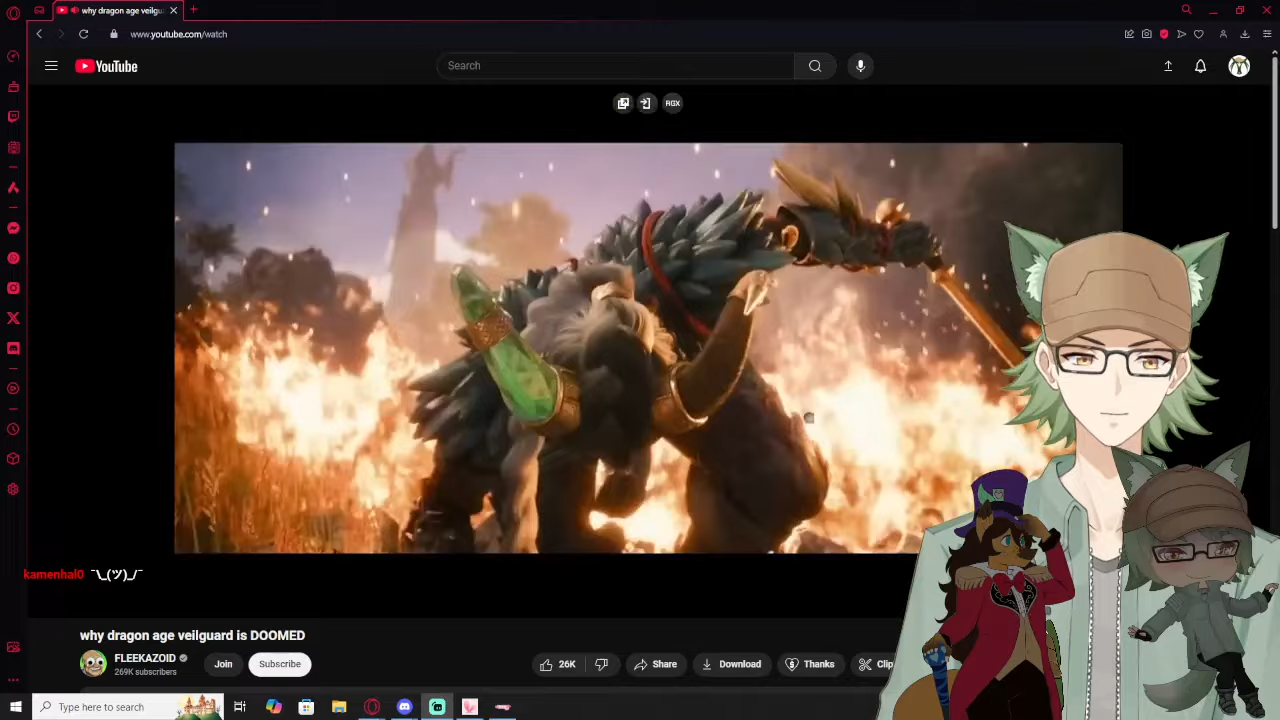 why dragon age veilgu
www.youtube.com/watch
YouTube
Search
RGX
kamenhal0 ¯\_(ツ)_/¯
why dragon age veilguard is DOOMED
FLEEKAZOID
269K subscribers
Join
Subscribe
26K
Share
Download
Thanks
Clip
Type here to search